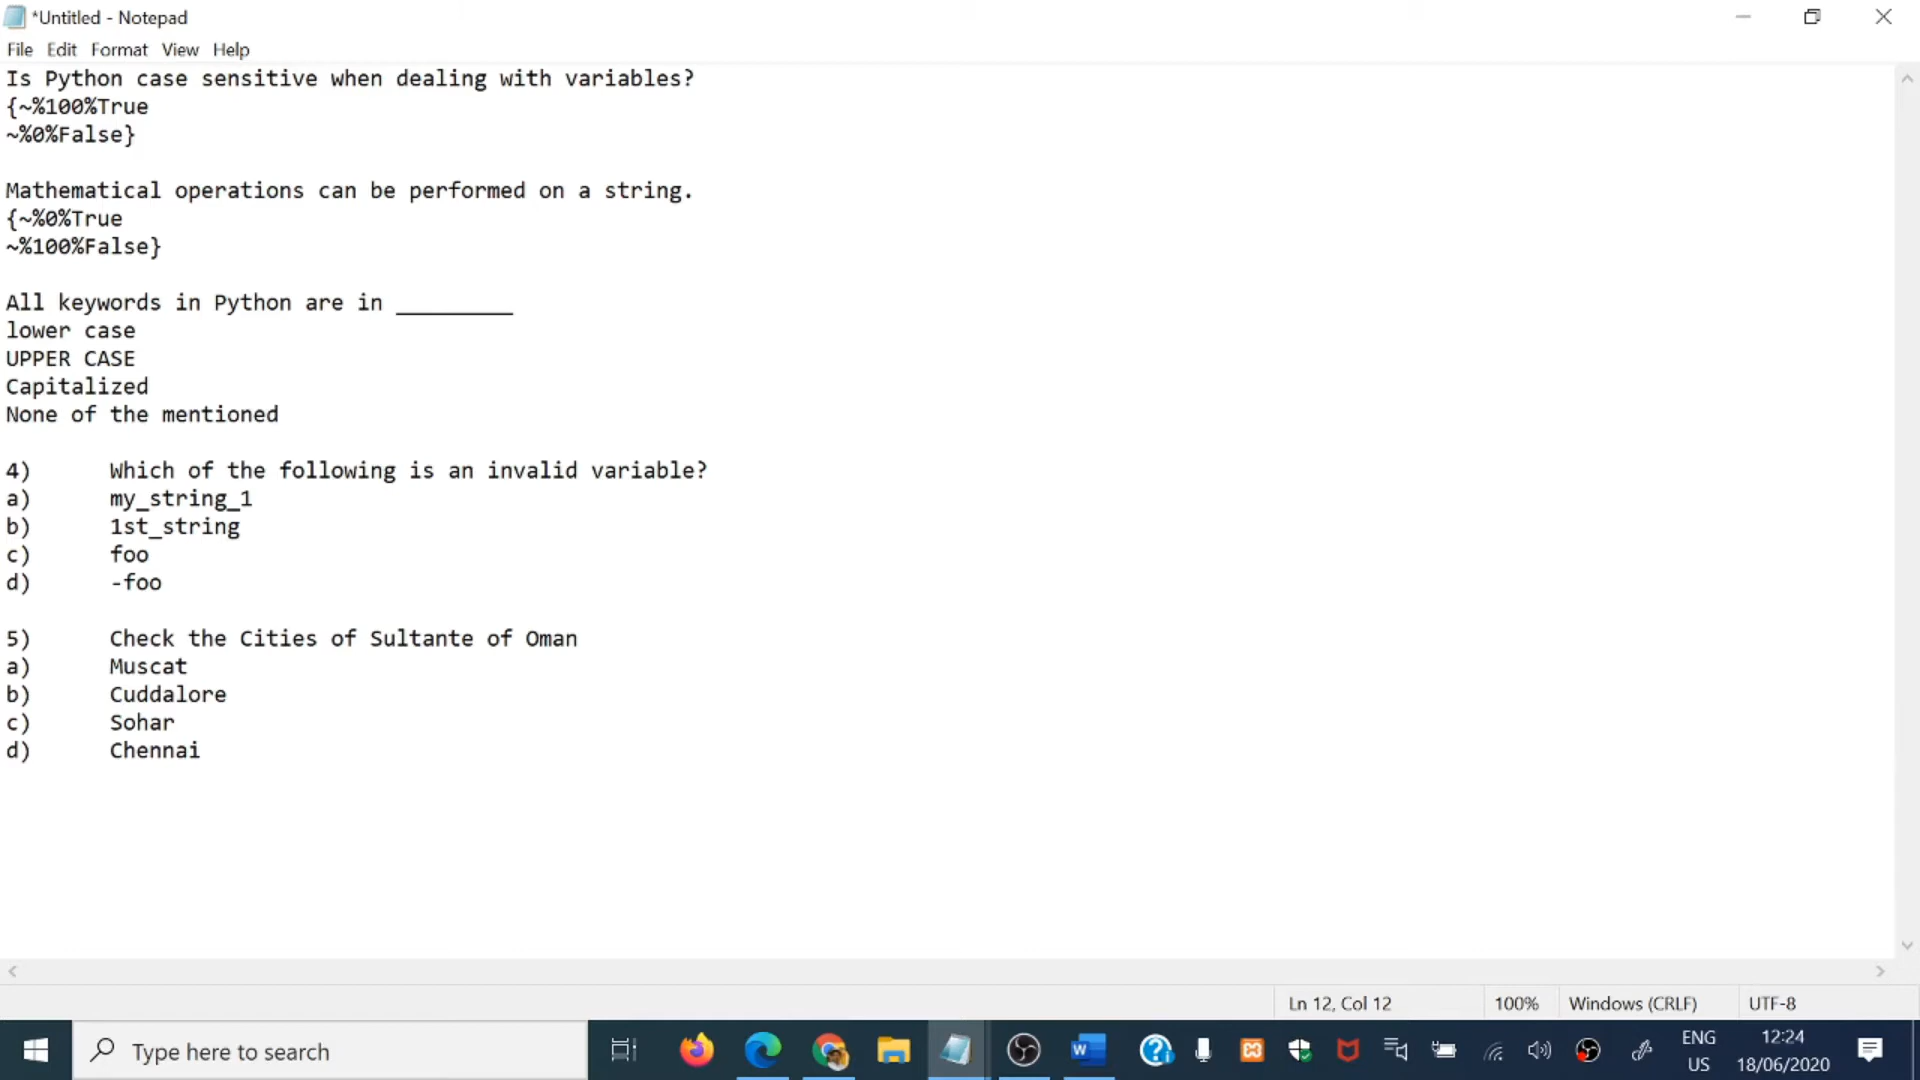 *Untitled - Notepad
File Edit Format View Help
Is Python case sensitive when dealing with variables?
{~%100%True
~%0%False}
Mathematical operations can be performed on a string.
{~%0%True
~%100%False}
All keywords in Python are in _________
lower case
UPPER CASE
Capitalized
None of the mentioned
4) Which of the following is an invalid variable?
a) my_string_1
b) 1st_string
c) foo
d) -foo
5) Check the Cities of Sultante of Oman
a) Muscat
b) Cuddalore
c) Sohar
d) Chennai
Ln 12, Col 12 100% Windows (CRLF) UTF-8
Type here to search
ENG 12:24
US 18/06/2020